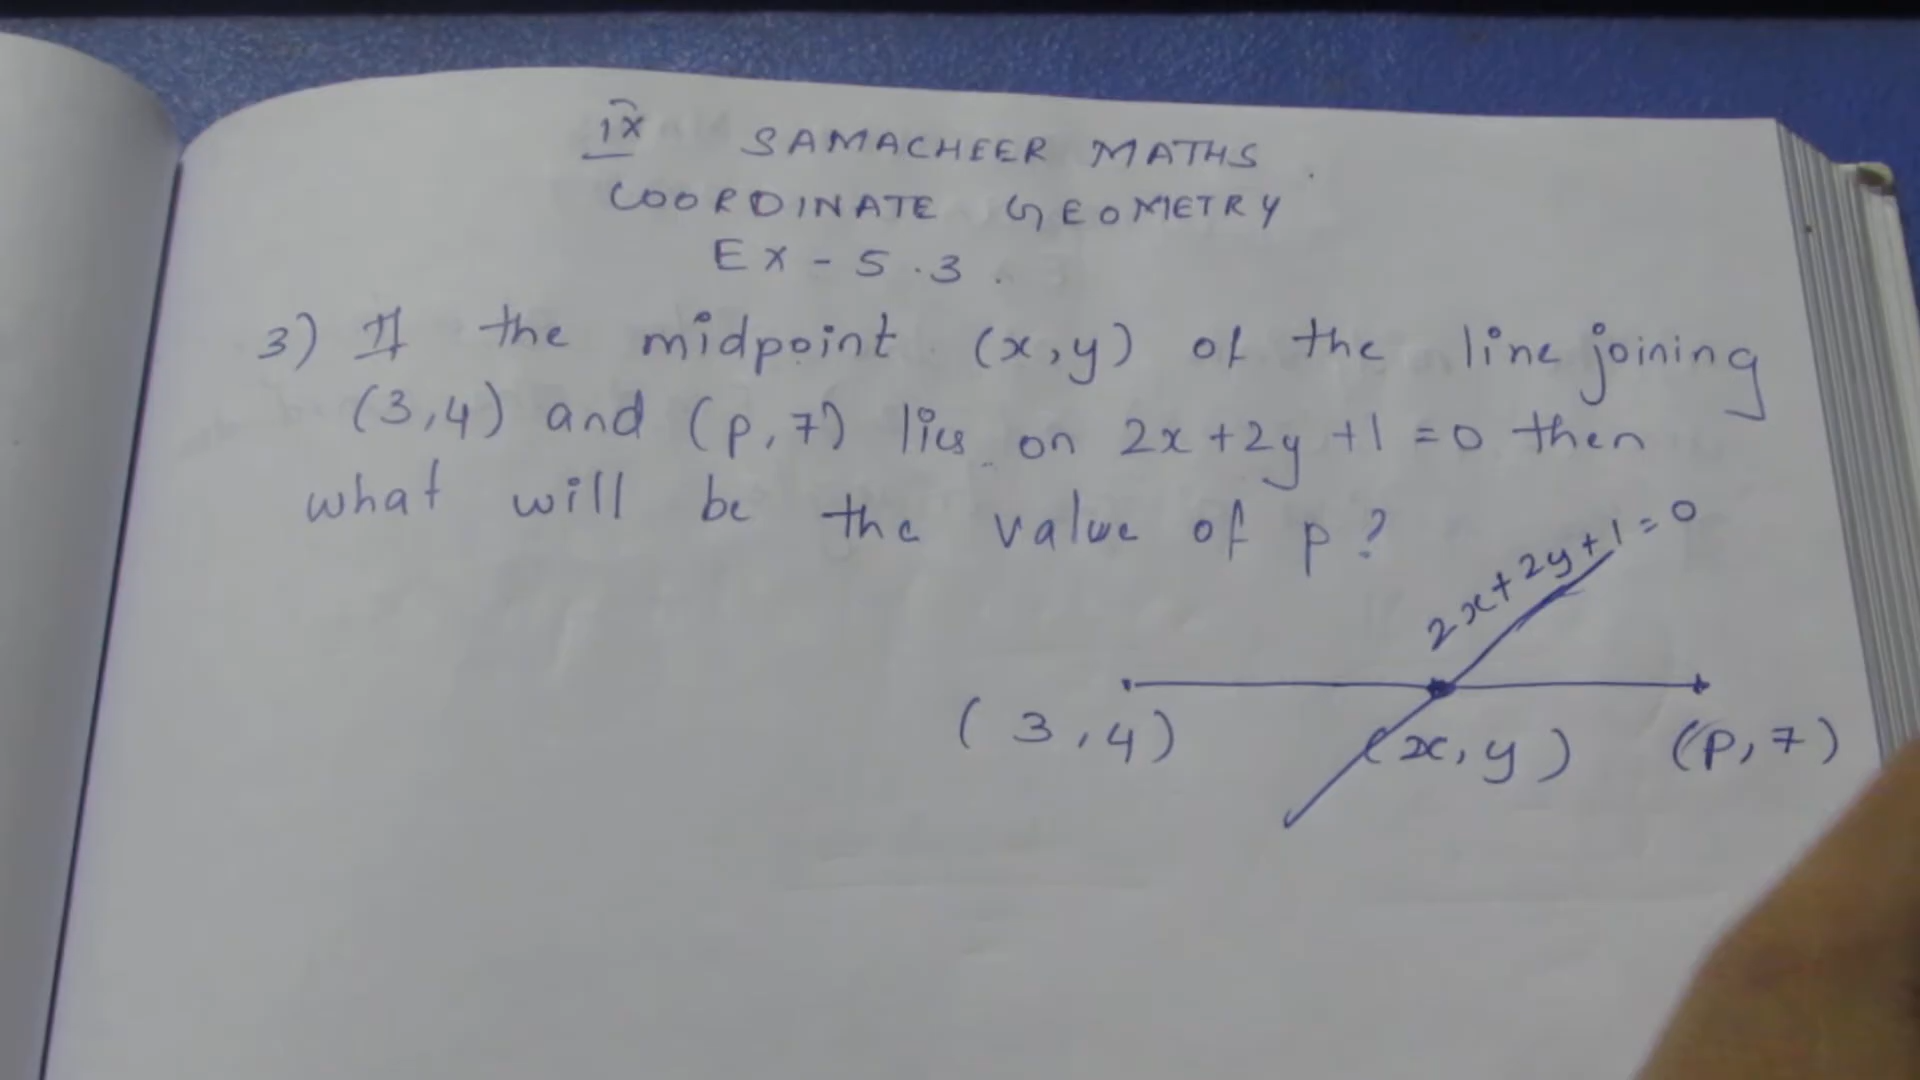 IX SAMACHEER MATHS
COORDINATE GEOMETRY
EX - 5.3.
3) If the midpoint (x,y) of the line joining
(3,4) and (p,7) lies on 2x+2y+1=0 then
what will be the value of p?
2x+2y+1=0
(3,4) (x,y) (p,7)